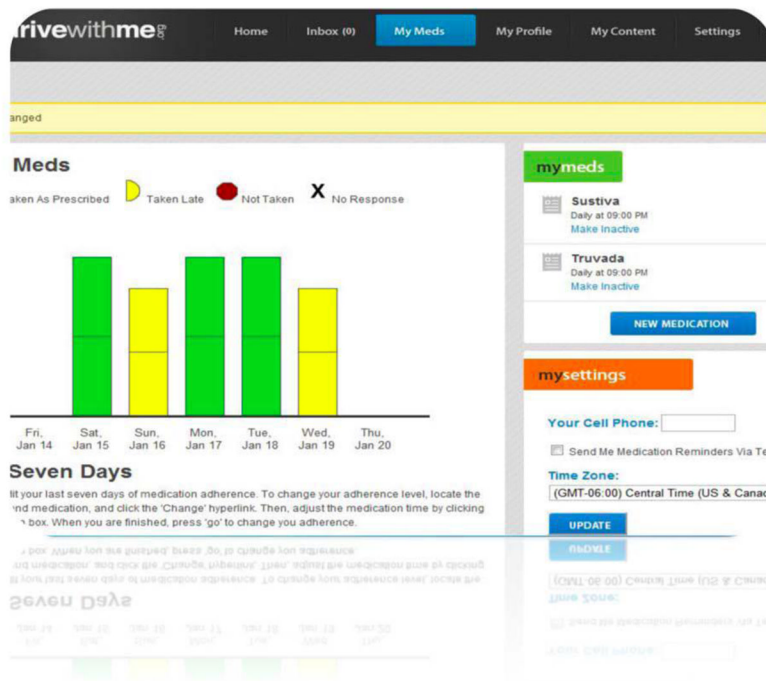 rivewithme.org
Home Inbox (0) My Meds My Profile My Content Settings
anged
Meds
aken As Prescribed Taken Late Not Taken X No Response
Fri, Jan 14
Sat, Jan 15
Sun, Jan 16
Mon, Jan 17
Tue, Jan 18
Wed, Jan 19
Thu, Jan 20
Seven Days
lit your last seven days of medication adherence. To change your adherence level, locate the
nd medication, and click the 'Change' hyperlink. Then, adjust the medication time by clicking
box. When you are finished, press 'go' to change you adherence.
mymeds
Sustiva
Daily at 09:00 PM
Make Inactive
Truvada
Daily at 09:00 PM
Make Inactive
NEW MEDICATION
mysettings
Your Cell Phone:
Send Me Medication Reminders Via Te
Time Zone:
(GMT-06:00) Central Time (US & Canad
UPDATE